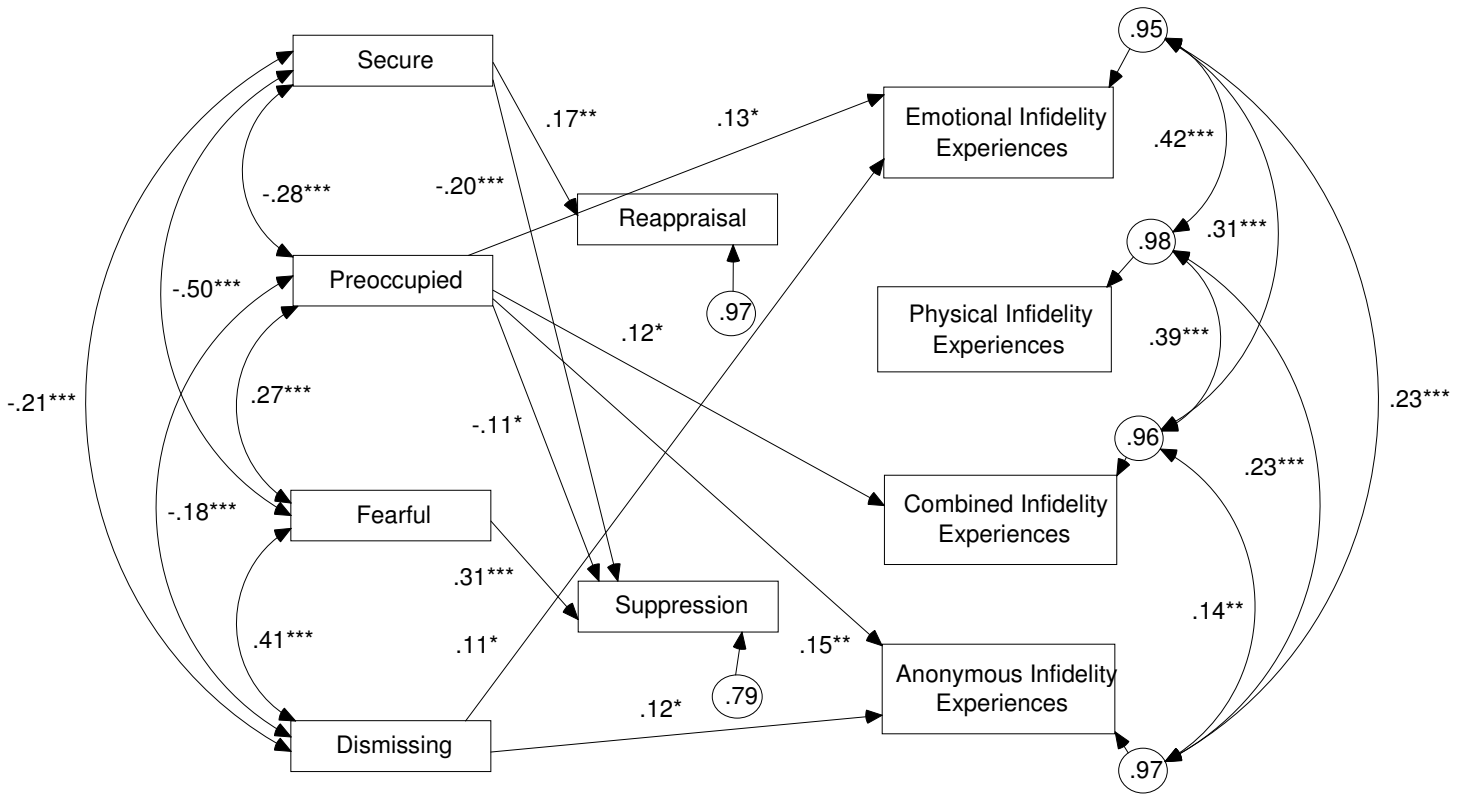 .95
Secure
Emotional Infidelity
Experiences
.17**
.13*
.42***
-.28***
-.20***
Reappraisal
.31***
.98
-.50***
Preoccupied
.97
Physical Infidelity
Experiences
.12*
.39***
-.21***
.27***
.23***
-.11*
.96
.23***
-.18***
Fearful
Combined Infidelity
Experiences
.31***
Suppression
.14**
.41***
.11*
.15**
Anonymous Infidelity
Experiences
.79
.12*
Dismissing
.97